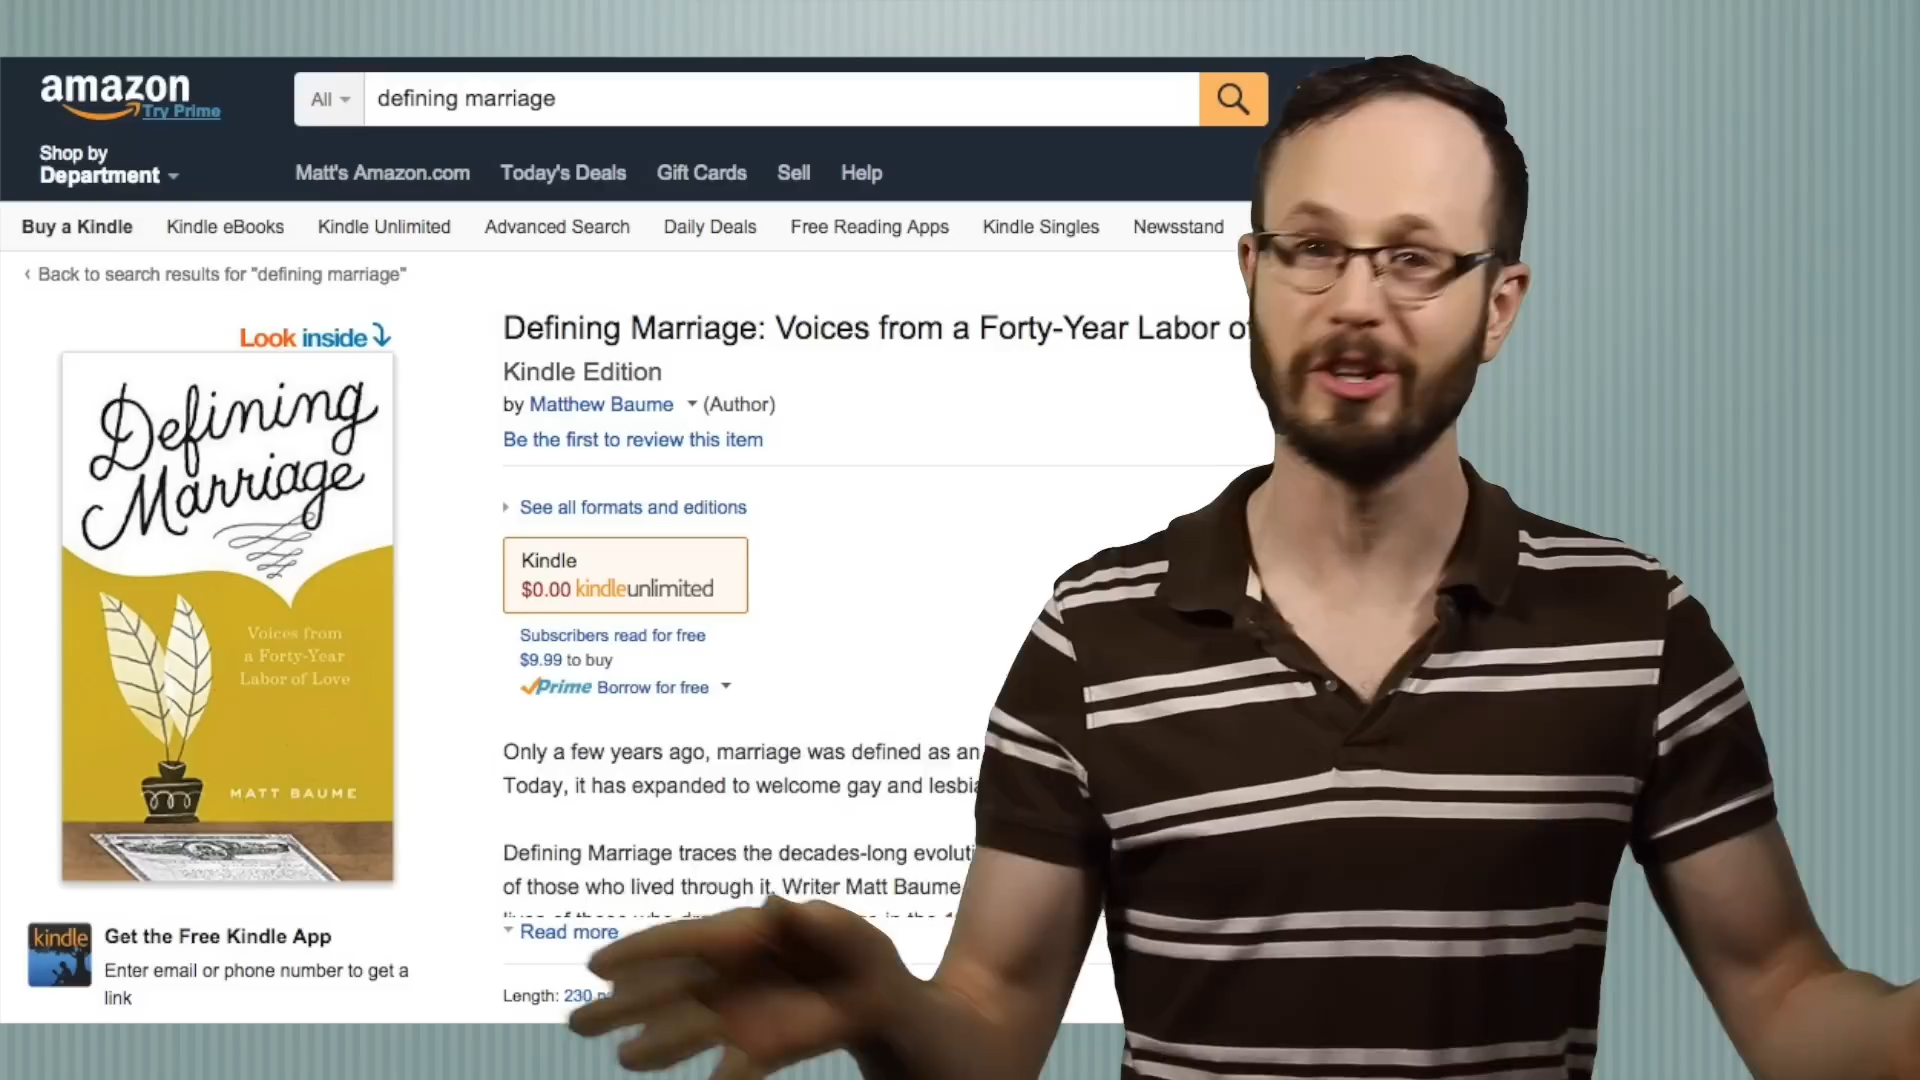 amazon
Try Prime
All
defining marriage
Shop by
Department
Matt's Amazon.com Today's Deals Gift Cards Sell Help
Buy a Kindle Kindle eBooks Kindle Unlimited Advanced Search Daily Deals Free Reading Apps Kindle Singles Newsstand
‹ Back to search results for "defining marriage"
Look inside
Defining
Marriage
Voices from
a Forty-Year
Labor of Love
MATT BAUME
kindle
Get the Free Kindle App
Enter email or phone number to get a
link
Defining Marriage: Voices from a Forty-Year Labor
Kindle Edition
by Matthew Baume (Author)
Be the first to review this item
See all formats and editions
Kindle
$0.00 kindleunlimited
Subscribers read for free
$9.99 to buy
Prime Borrow for free
Only a few years ago, marriage was defined as an
Today, it has expanded to welcome gay and
Defining Marriage traces the decades-long
of those who lived through it. Writer Matt Baume
Read more
Length: 230